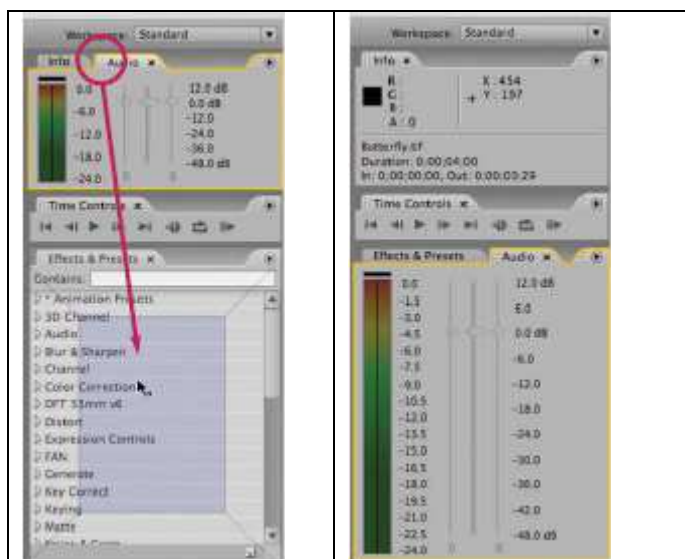 Workspace: Standard
Info Audio
0.0
-6.0
-12.0
-18.0
-24.0
12.0 dB
0.0 dB
-12.0
-24.0
-36.0
-48.0 dB
0 0
Time Controls
Effects & Presets
Contains:
* Animation Presets
3D Channel
Audio
Blur & Sharpen
Channel
Color Correction
DFT 55mm v6
Distort
Expression Controls
FAN
Generate
Key Correct
Keying
Matte
Workspace: Standard
Info
R :
G :
B :
A : 0
X : 454
+ Y : 197
Butterfly.tif
Duration: 0:00:04:00
In: 0:00:00:00, Out: 0:00:03:29
Time Controls
Effects & Presets Audio
0.0
-1.5
-3.0
-4.5
-6.0
-7.5
-9.0
-10.5
-12.0
-13.5
-15.0
-16.5
-18.0
-19.5
-21.0
-22.5
-24.0
12.0 dB
6.0
0.0 dB
-6.0
-12.0
-18.0
-24.0
-30.0
-36.0
-42.0
-48.0 dB
0 0